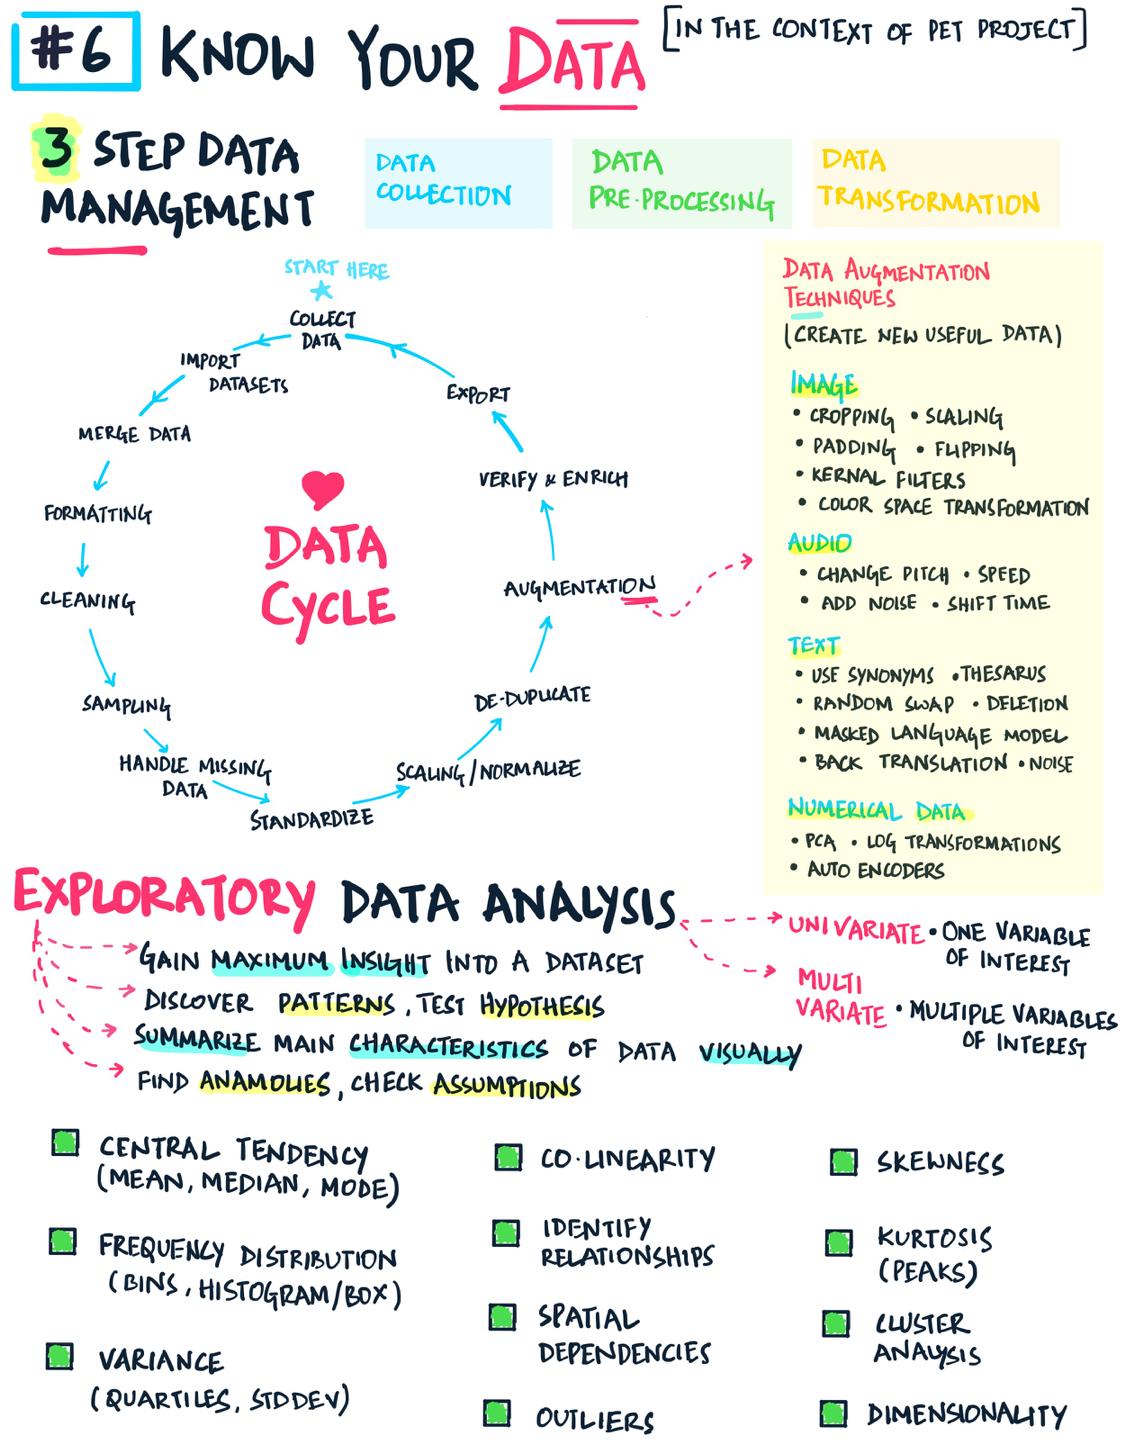 #6 KNOW YOUR DATA [IN THE CONTEXT OF PET PROJECT]
3 STEP DATA
MANAGEMENT
DATA
COLLECTION
DATA
PRE-PROCESSING
DATA
TRANSFORMATION
START HERE
COLLECT
DATA
IMPORT
DATASETS
MERGE DATA
FORMATTING
CLEANING
SAMPLING
HANDLE MISSING
DATA
STANDARDIZE
SCALING/NORMALIZE
DE-DUPLICATE
AUGMENTATION
VERIFY & ENRICH
EXPORT
DATA
CYCLE
DATA AUGMENTATION
TECHNIQUES
(CREATE NEW USEFUL DATA)
IMAGE
• CROPPING • SCALING
• PADDING • FLIPPING
• KERNAL FILTERS
• COLOR SPACE TRANSFORMATION
AUDIO
• CHANGE PITCH • SPEED
• ADD NOISE • SHIFT TIME
TEXT
• USE SYNONYMS • THESARUS
• RANDOM SWAP • DELETION
• MASKED LANGUAGE MODEL
• BACK TRANSLATION • NOISE
NUMERICAL DATA
• PCA • LOG TRANSFORMATIONS
• AUTO ENCODERS
EXPLORATORY DATA ANALYSIS
GAIN MAXIMUM INSIGHT INTO A DATASET
DISCOVER PATTERNS, TEST HYPOTHESIS
SUMMARIZE MAIN CHARACTERISTICS OF DATA VISUALLY
FIND ANAMOLIES, CHECK ASSUMPTIONS
UNIVARIATE • ONE VARIABLE
OF INTEREST
MULTI
VARIATE • MULTIPLE VARIABLES
OF INTEREST
CENTRAL TENDENCY
(MEAN, MEDIAN, MODE)
FREQUENCY DISTRIBUTION
(BINS, HISTOGRAM/BOX)
VARIANCE
(QUARTILES, STDDEV)
CO-LINEARITY
IDENTIFY
RELATIONSHIPS
SPATIAL
DEPENDENCIES
OUTLIERS
SKEWNESS
KURTOSIS
(PEAKS)
CLUSTER
ANALYSIS
DIMENSIONALITY